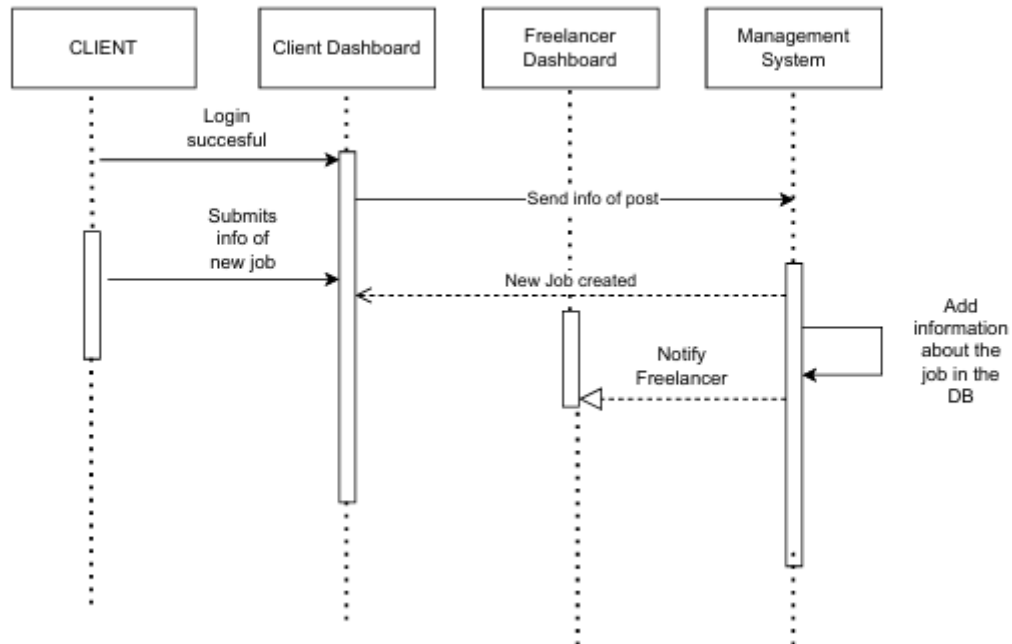 CLIENT
Client Dashboard
Freelancer
Dashboard
Management
System
Login
succesful
Send info of post
Submits
info of
new job
New Job created
Add
information
about the
job in the
DB
Notify
Freelancer